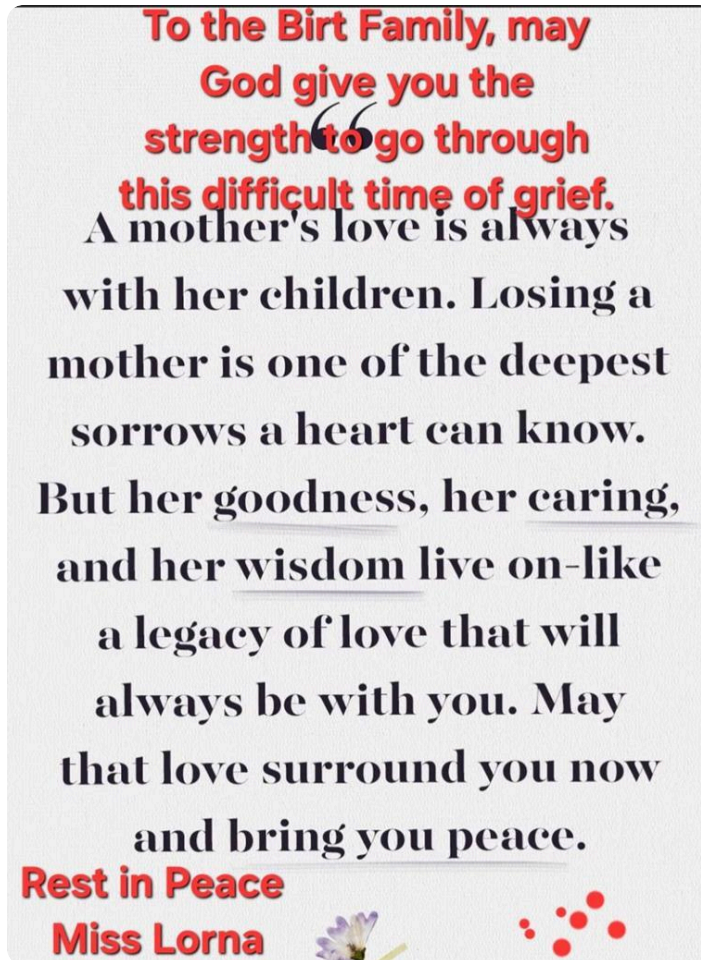 To the Birt Family, may
God give you the
strength to go through
this difficult time of grief.
“
A mother's love is always
with her children. Losing a
mother is one of the deepest
sorrows a heart can know.
But her goodness, her caring,
and her wisdom live on-like
a legacy of love that will
always be with you. May
that love surround you now
and bring you peace.
Rest in Peace
Miss Lorna